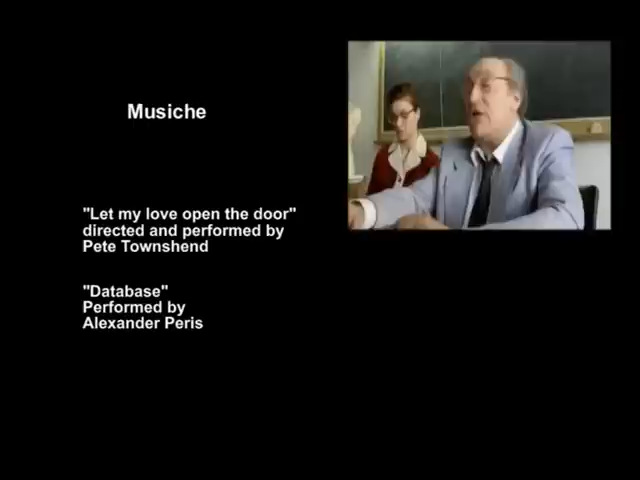 Musiche
"Let my love open the door"
directed and performed by
Pete Townshend
"Database"
Performed by
Alexander Peris